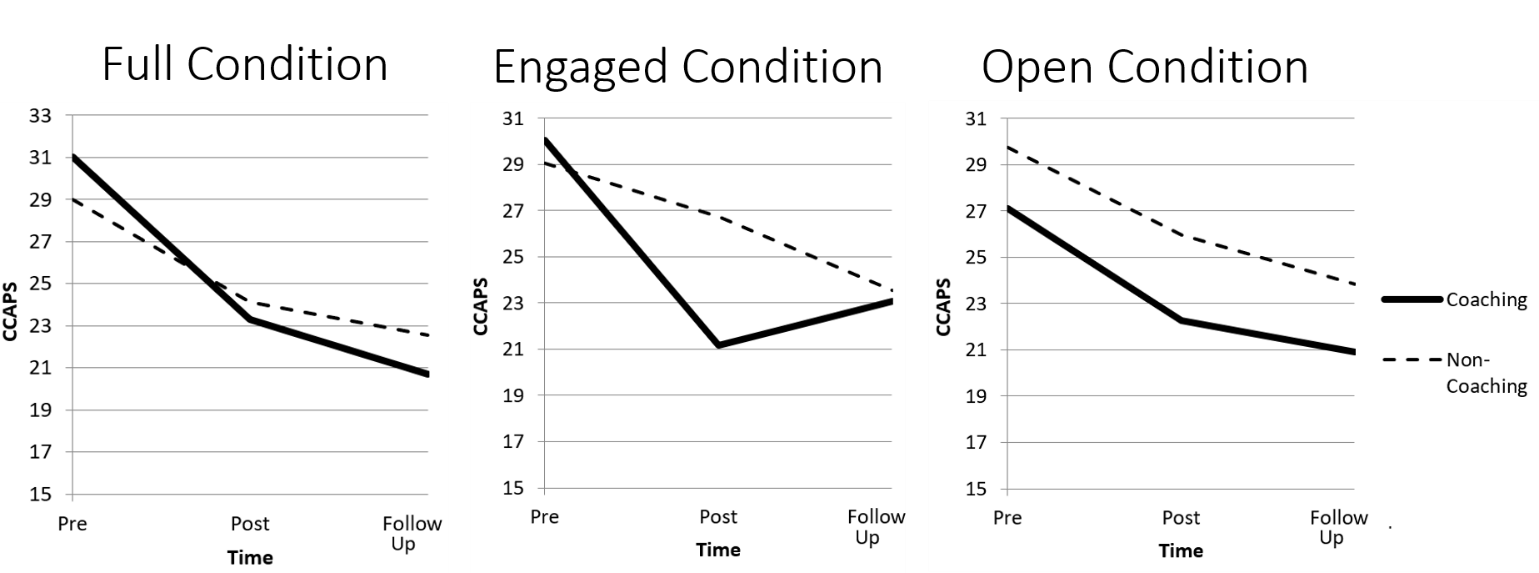 Full Condition
33
31
29
27
25
23
21
19
17
15
CCAPS
Pre
Post
Follow
Up
Time
Engaged Condition
31
29
27
25
23
21
19
17
15
CCAPS
Pre
Post
Follow
Up
Time
Open Condition
31
29
27
25
23
21
19
17
15
CCAPS
Pre
Post
Follow
Up
.
Time
Coaching
Non-
Coaching